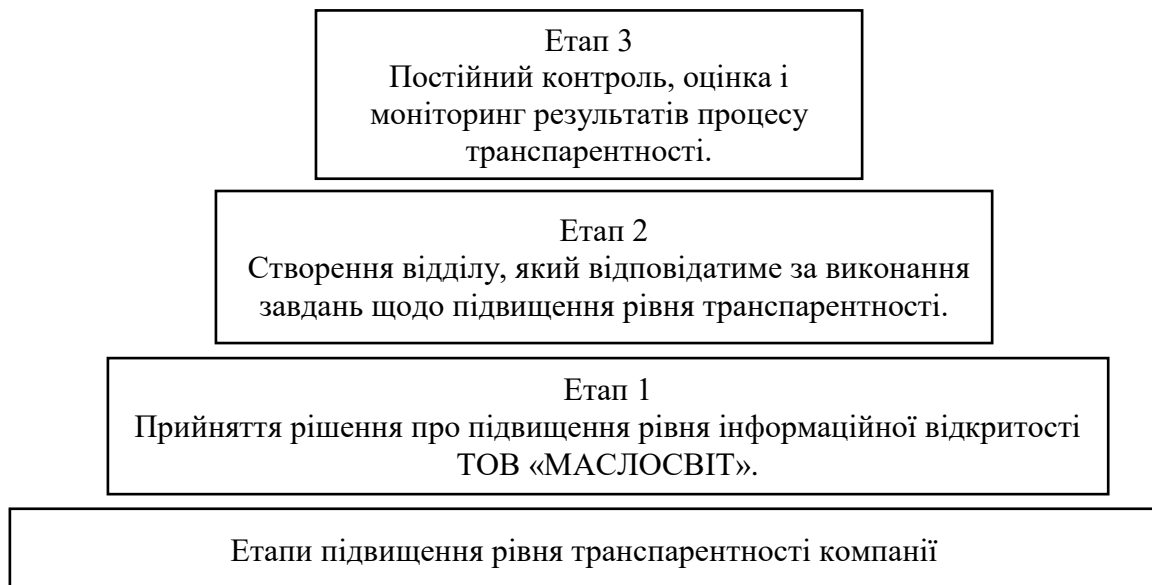 Етап 3
Постійний контроль, оцінка і
моніторинг результатів процесу
транспарентності.
Етап 2
Створення відділу, який відповідатиме за виконання
завдань щодо підвищення рівня транспарентності.
Етап 1
Прийняття рішення про підвищення рівня інформаційної відкритості
ТОВ «МАСЛОСВІТ».
Етапи підвищення рівня транспарентності компанії